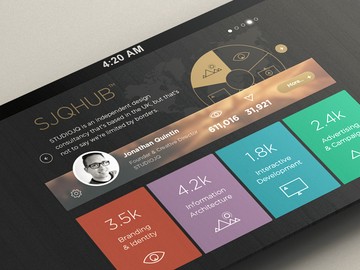 4:20 AM
SJQHUB™
STUDIOJQ is an independent design
consultancy that's based in the UK, but that's
not to say we're limited by borders.
Jonathan Quintin
Founder & Creative Director
STUDIOJQ
611,016
31,921
More
3.5k
Branding
& Identity
4.2k
Information
Architecture
1.8k
Interactive
Development
2.4k
Advertising